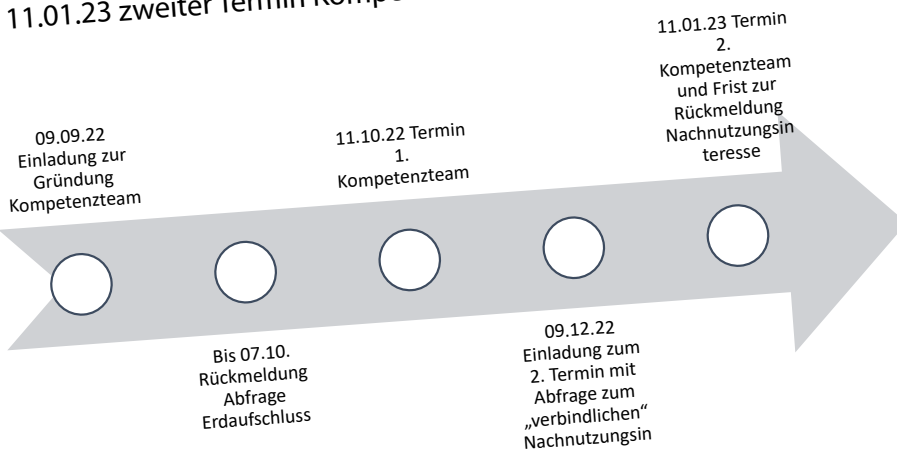 11.01.23 zweiter Termin
09.09.22
Einladung zur
Gründung
Kompetenzteam
Bis 07.10.
Rückmeldung
Abfrage
Erdaufschluss
11.10.22 Termin
1.
Kompetenzteam
09.12.22
Einladung zum
2. Termin mit
Abfrage zum
„verbindlichen“
Nachnutzungsin
11.01.23 Termin
2.
Kompetenzteam
und Frist zur
Rückmeldung
Nachnutzungsin
teresse